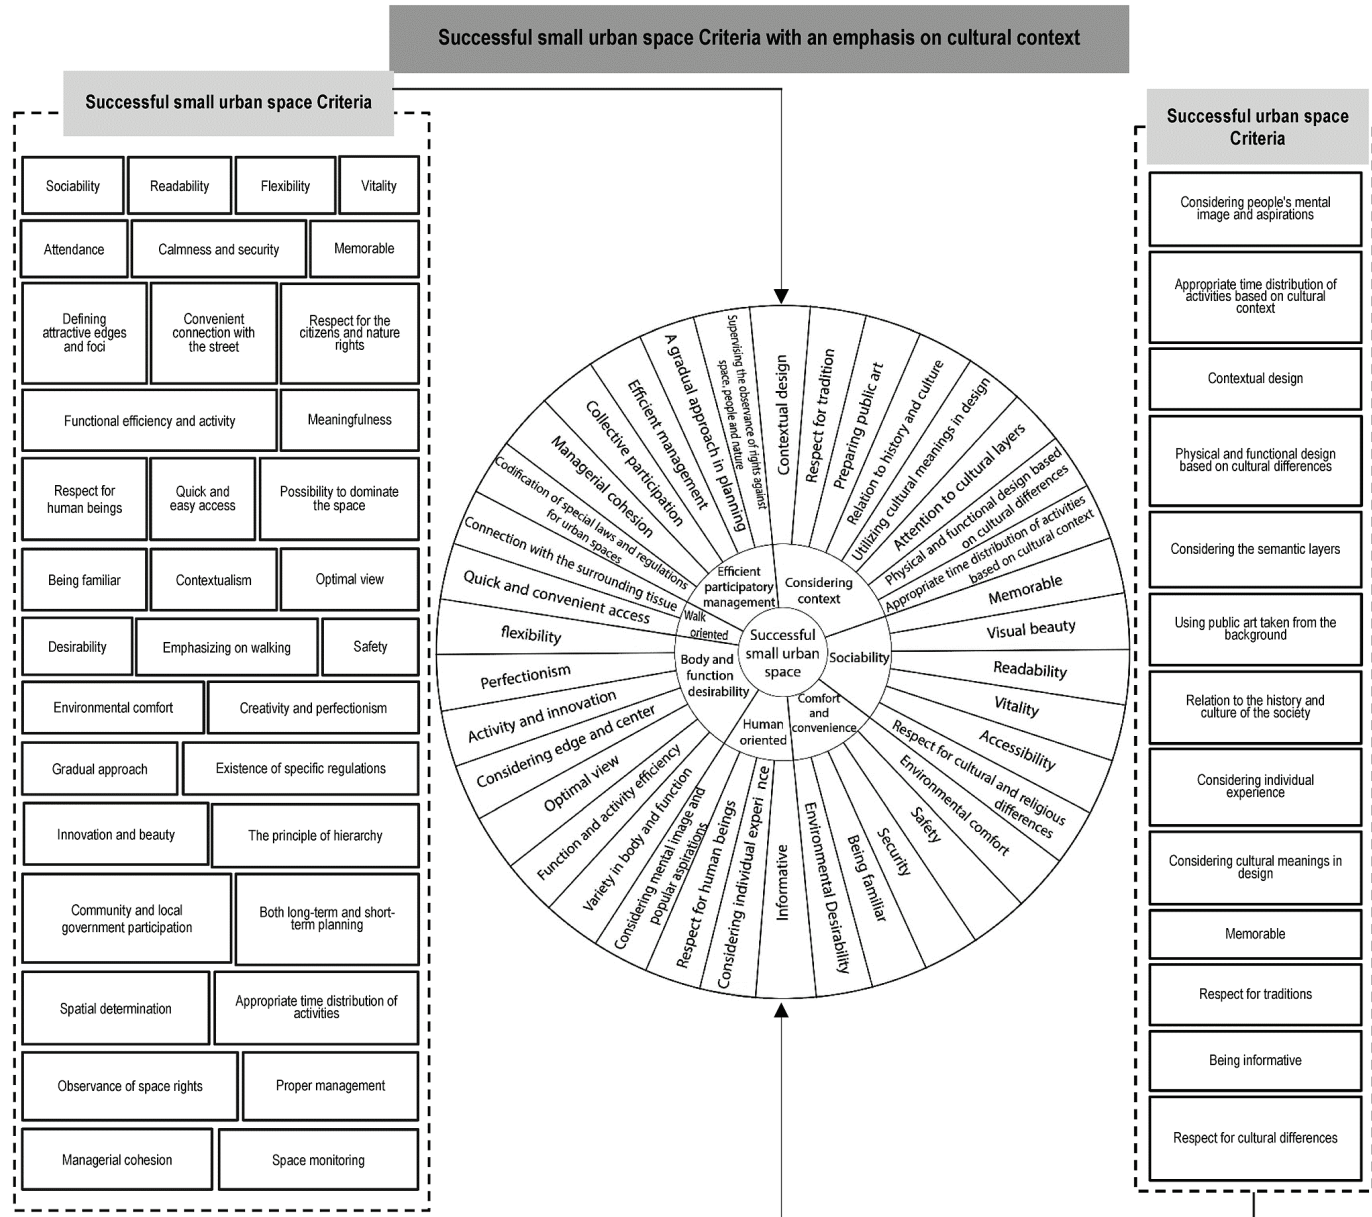 Successful small urban space Criteria with an emphasis on cultural context
Successful small urban space Criteria
Sociability
Readability
Flexibility
Vitality
Attendance
Calmness and security
Memorable
Defining
attractive edges
and foci
Convenient
connection with
the street
Respect for the
citizens and nature
rights
Functional efficiency and activity
Meaningfulness
Respect for
human beings
Quick and
easy access
Possibility to dominate
the space
Being familiar
Contextualism
Optimal view
Desirability
Emphasizing on walking
Safety
Environmental comfort
Creativity and perfectionism
Gradual approach
Existence of specific regulations
Innovation and beauty
The principle of hierarchy
Community and local
government participation
Both long-term and short-
term planning
Spatial determination
Appropriate time distribution of
activities
Observance of space rights
Proper management
Managerial cohesion
Space monitoring
Successful
small urban
space
Considering
context
Sociability
Comfort
and
convenience
Human
oriented
Body and
function
desirability
Walk
oriented
Efficient
participatory
management
Contextual design
Respect for tradition
Preparing public art
Relation to history and culture
Utilizing cultural meanings in design
Attention to cultural layers
Physical and functional design based
on cultural differences
Appropriate time distribution of activities
based on cultural context
Memorable
Visual beauty
Readability
Vitality
Accessibility
Respect for cultural and religious
differences
Environmental comfort
Safety
Security
Being familiar
Environmental Desirability
Informative
Considering individual experi nce
Respect for human beings
Considering mental image and
popular aspirations
Variety in body and function
Function and activity efficiency
Optimal view
Considering edge and center
Activity and innovation
Perfectionism
flexibility
Quick and convenient access
Connection with the surrounding tissue
Codification of special laws and regulations
for urban spaces
Managerial cohesion
Collective participation
Efficient management
A gradual approach in planning
Supervising the observance of rights against
space, people and nature
Successful urban space
Criteria
Considering people's mental
image and aspirations
Appropriate time distribution of
activities based on cultural
context
Contextual design
Physical and functional design
based on cultural differences
Considering the semantic layers
Using public art taken from the
background
Relation to the history and
culture of the society
Considering individual
experience
Considering cultural meanings in
design
Memorable
Respect for traditions
Being informative
Respect for cultural differences